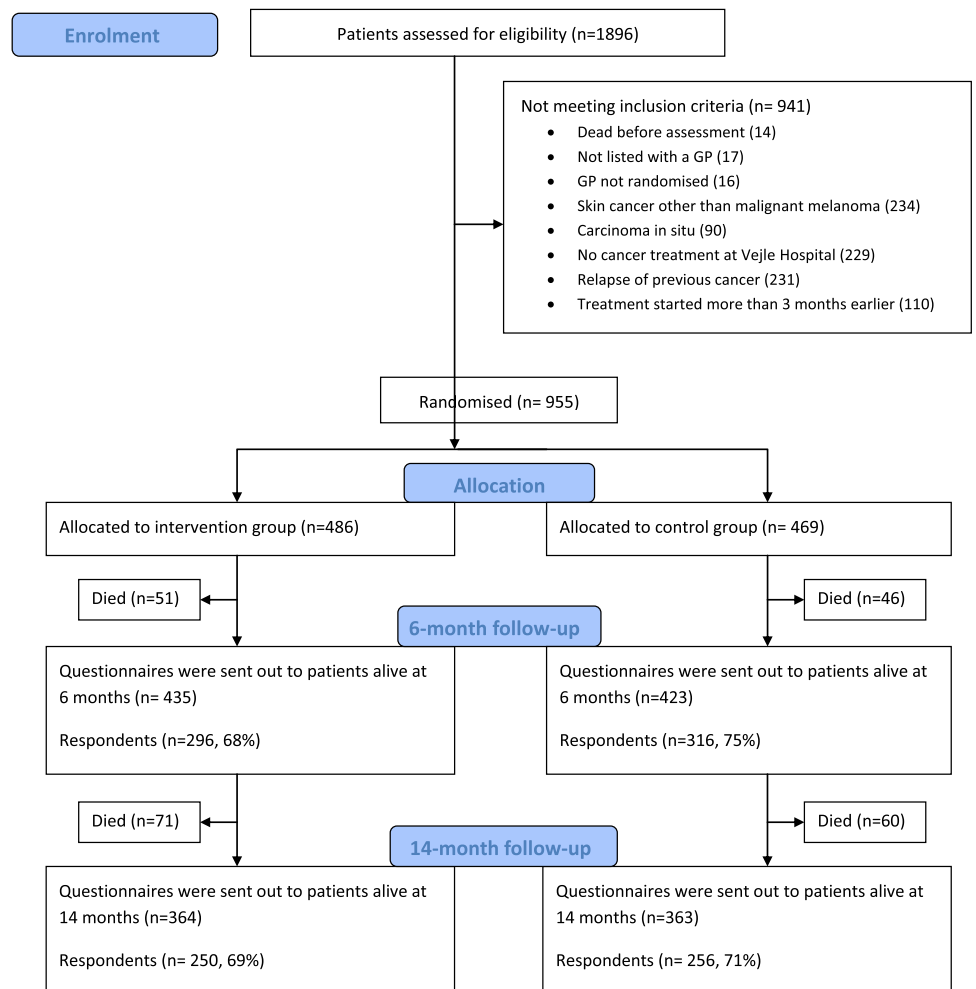 Enrolment
Patients assessed for eligibility (n=1896)
Not meeting inclusion criteria (n= 941)
• Dead before assessment (14)
• Not listed with a GP (17)
• GP not randomised (16)
• Skin cancer other than malignant melanoma (234)
• Carcinoma in situ (90)
• No cancer treatment at Vejle Hospital (229)
• Relapse of previous cancer (231)
• Treatment started more than 3 months earlier (110)
Randomised (n= 955)
Allocation
Allocated to intervention group (n=486)
Allocated to control group (n= 469)
Died (n=51)
Died (n=46)
6-month follow-up
Questionnaires were sent out to patients alive at
6 months (n= 435)
Respondents (n=296, 68%)
Questionnaires were sent out to patients alive at
6 months (n=423)
Respondents (n=316, 75%)
Died (n=71)
Died (n=60)
14-month follow-up
Questionnaires were sent out to patients alive at
14 months (n=364)
Respondents (n= 250, 69%)
Questionnaires were sent out to patients alive at
14 months (n=363)
Respondents (n= 256, 71%)